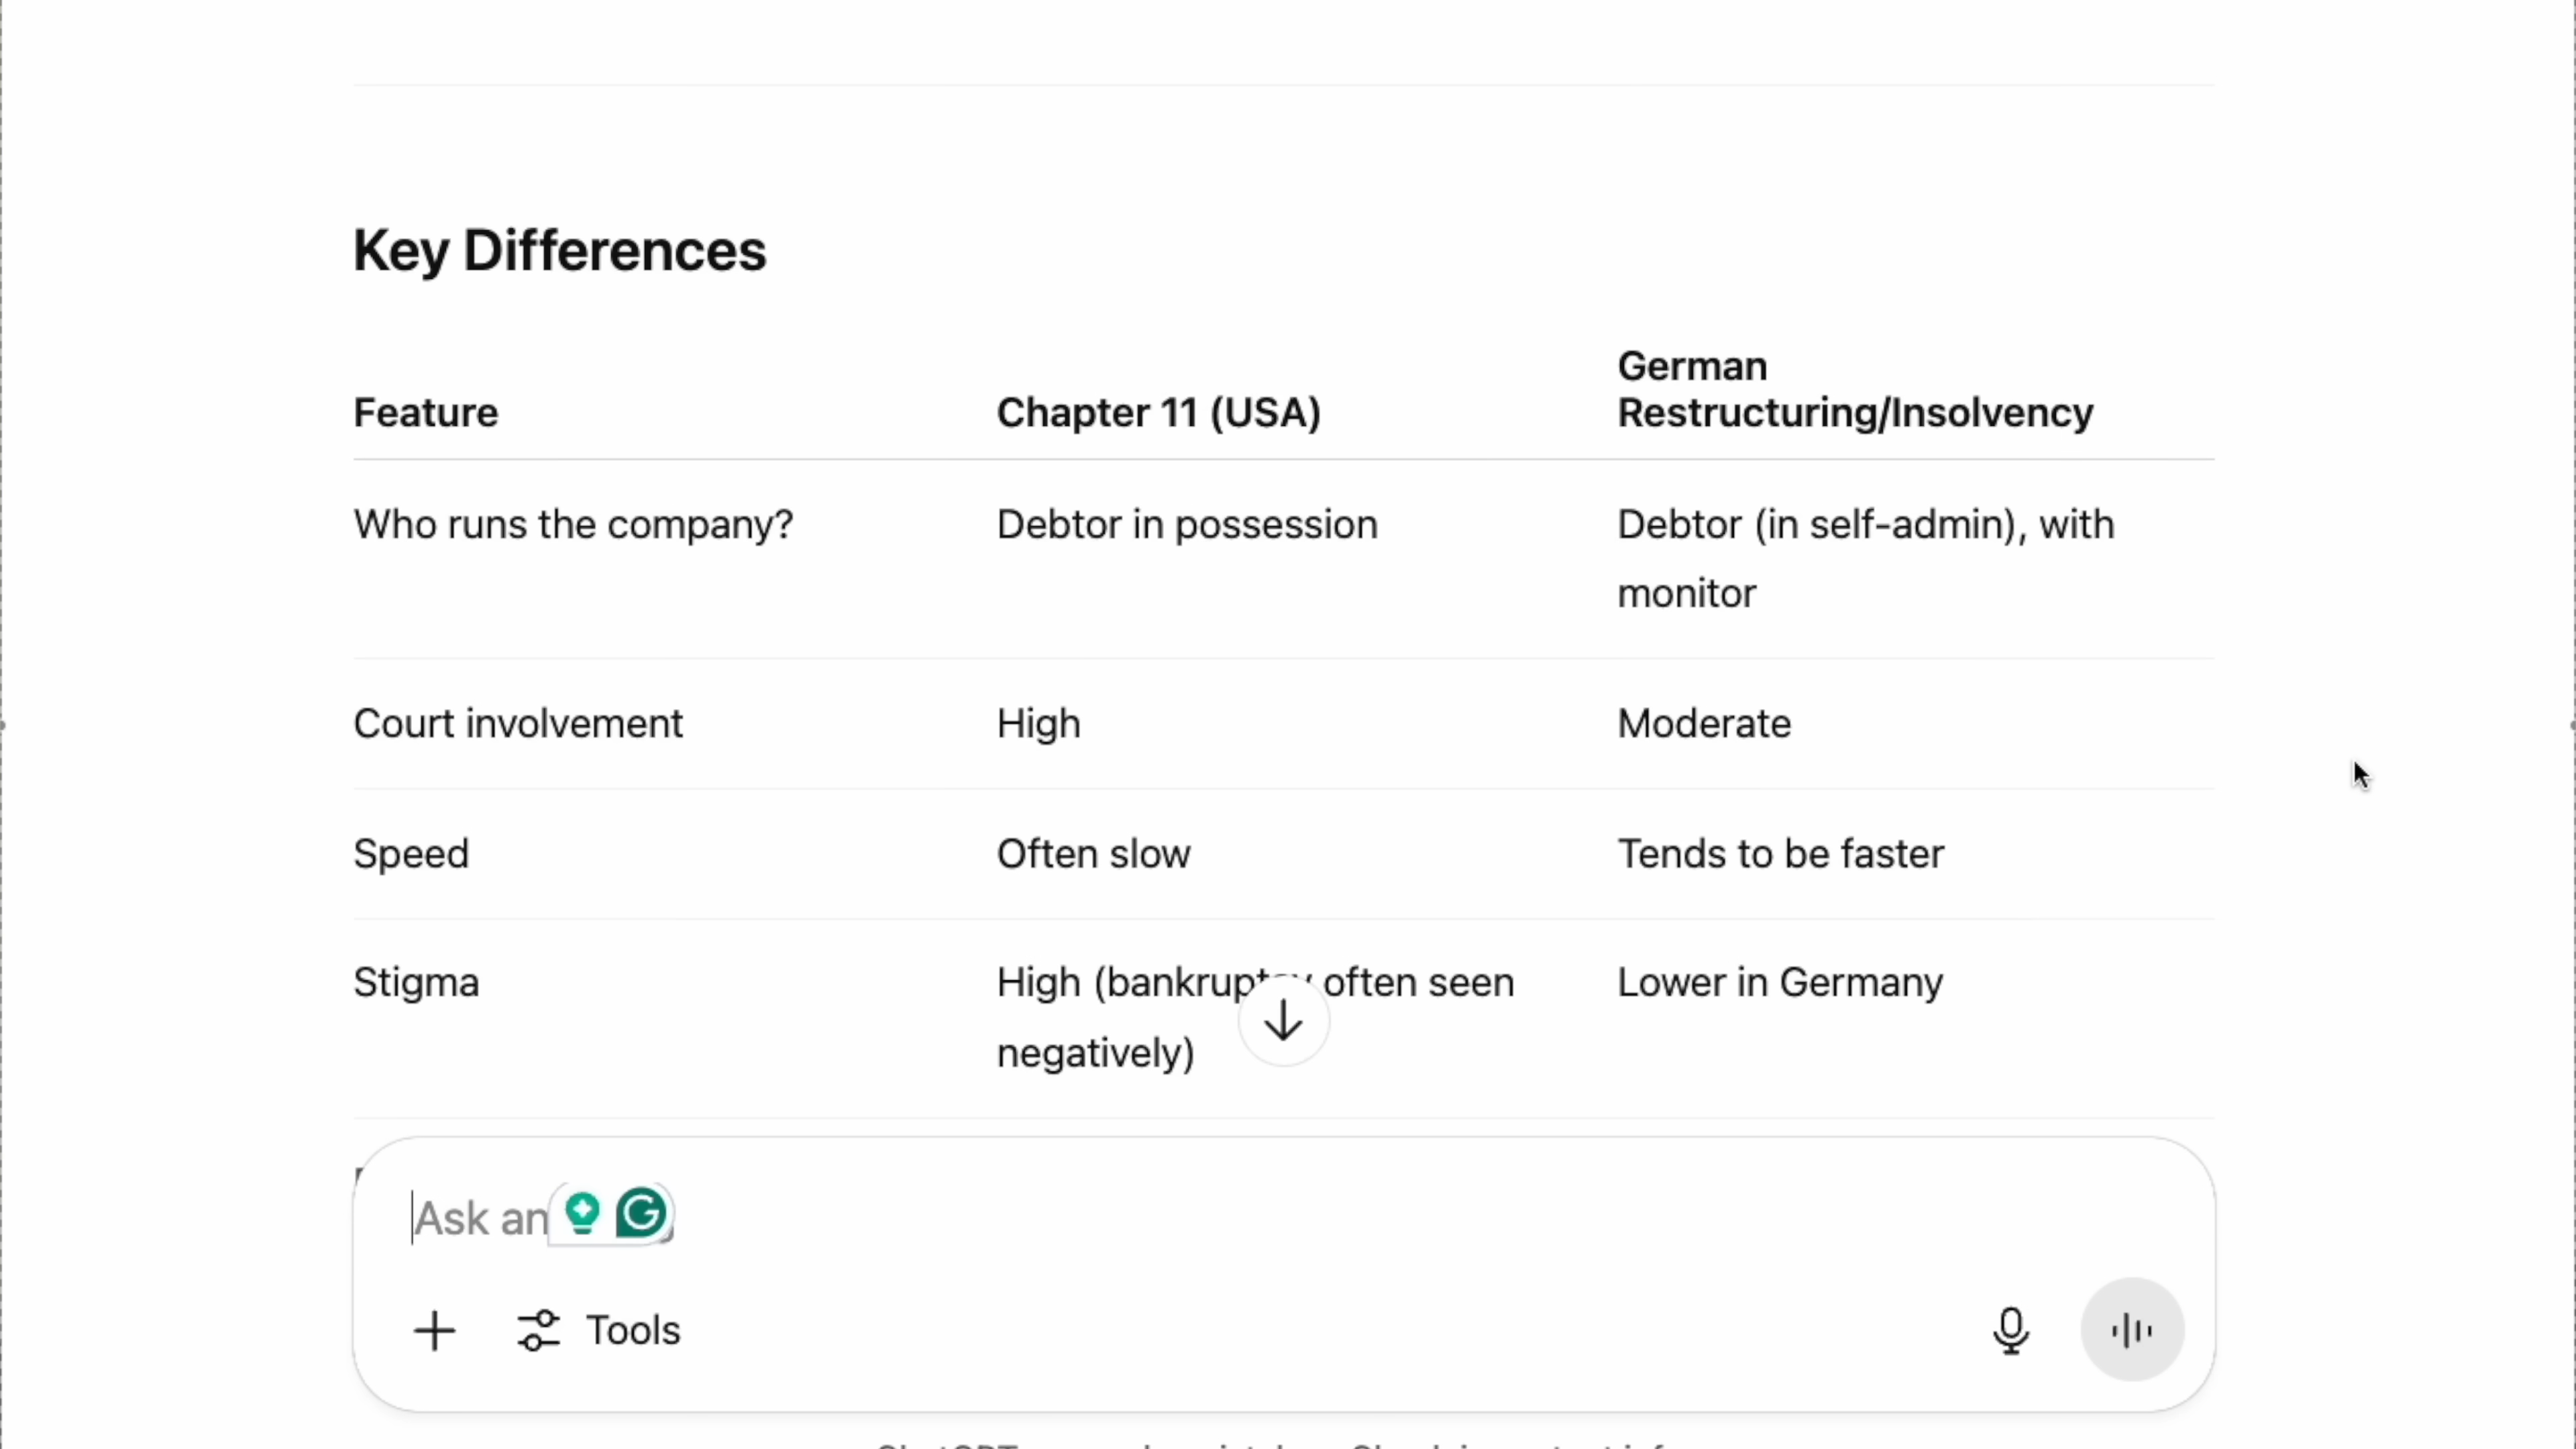 Key Differences
Feature
Chapter 11 (USA)
German
Restructuring/Insolvency
Who runs the company?
Debtor in possession
Debtor (in self-admin), with
monitor
Court involvement
High
Moderate
Speed
Often slow
Tends to be faster
Stigma
High (bankruptcy often seen
negatively)
Lower in Germany
Ask an
Tools